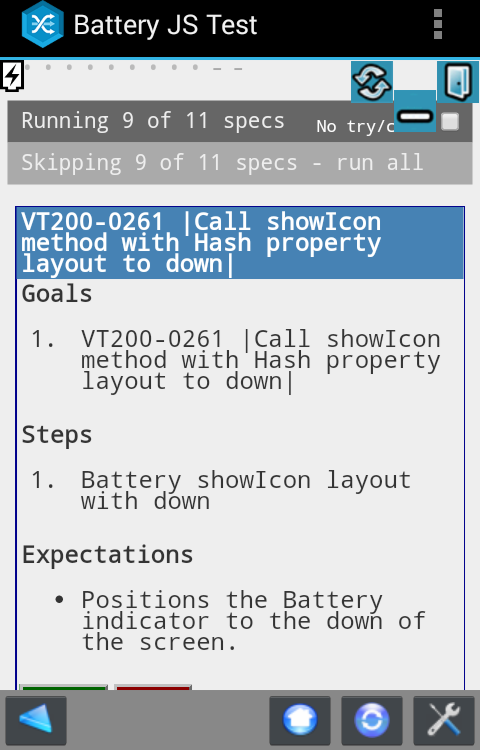 Battery JS Test
Running 9 of 11 specs
No try/c
Skipping 9 of 11 specs - run all
VT200-0261 |Call showIcon
method with Hash property
layout to down|
Goals
1. VT200-0261 |Call showIcon
method with Hash property
layout to down|
Steps
1. Battery showIcon layout
with down
Expectations
• Positions the Battery
indicator to the down of
the screen.